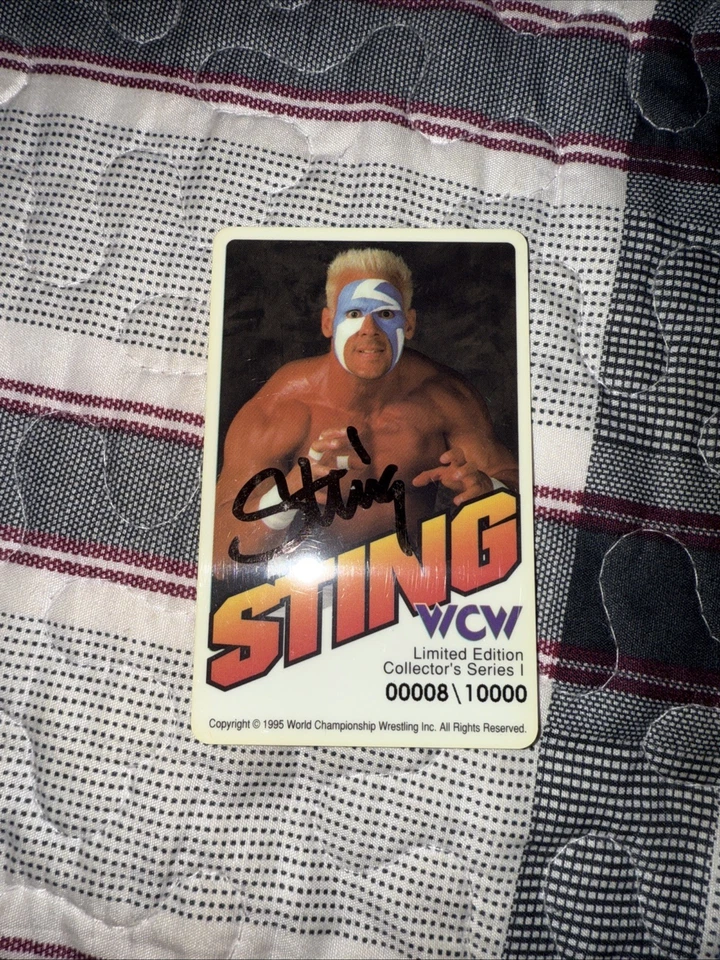 Sting
STING
WCW
Limited Edition
Collector's Series I
00008\10000
Copyright © 1995 World Championship Wrestling Inc. All Rights Reserved.